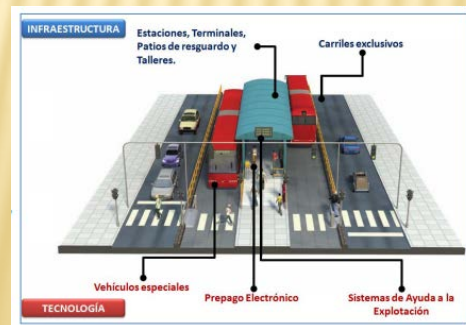 INFRAESTRUCTURA
Estaciones, Terminales,
Patios de resguardo y
Talleres.
Carriles exclusivos
Vehículos especiales
Prepago Electrónico
Sistemas de Ayuda a la
Explotación
TECNOLOGÍA